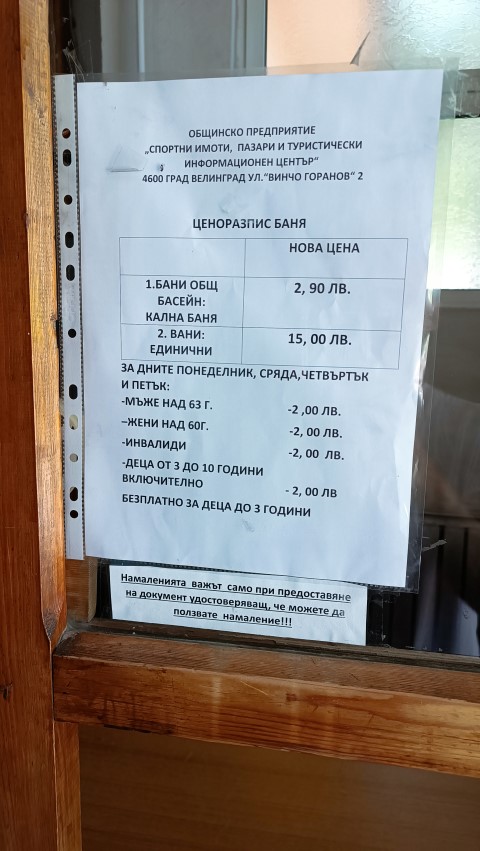 ОБЩИНСКО ПРЕДПРИЯТИЕ
„СПОРТНИ ИМОТИ, ПАЗАРИ И ТУРИСТИЧЕСКИ
ИНФОРМАЦИОНЕН ЦЕНТЪР“
4600 ГРАД ВЕЛИНГРАД УЛ.“ВИНЧО ГОРАНОВ“ 2
ЦЕНОРАЗПИС БАНЯ
НОВА ЦЕНА
1.БАНИ ОБЩ
БАСЕЙН:
КАЛНА БАНЯ
2, 90 ЛВ.
2. ВАНИ:
ЕДИНИЧНИ
15, 00 ЛВ.
ЗА ДНИТЕ ПОНЕДЕЛНИК, СРЯДА,ЧЕТВЪРТЪК
И ПЕТЪК:
-МЪЖЕ НАД 63 Г. -2 ,00 ЛВ.
–ЖЕНИ НАД 60Г. -2, 00 ЛВ.
-ИНВАЛИДИ -2, 00 ЛВ.
-ДЕЦА ОТ 3 ДО 10 ГОДИНИ
ВКЛЮЧИТЕЛНО - 2, 00 ЛВ
БЕЗПЛАТНО ЗА ДЕЦА ДО 3 ГОДИНИ
Намаленията важът само при предоставяне
на документ удостоверяващ, че можете да
ползвате намаление!!!